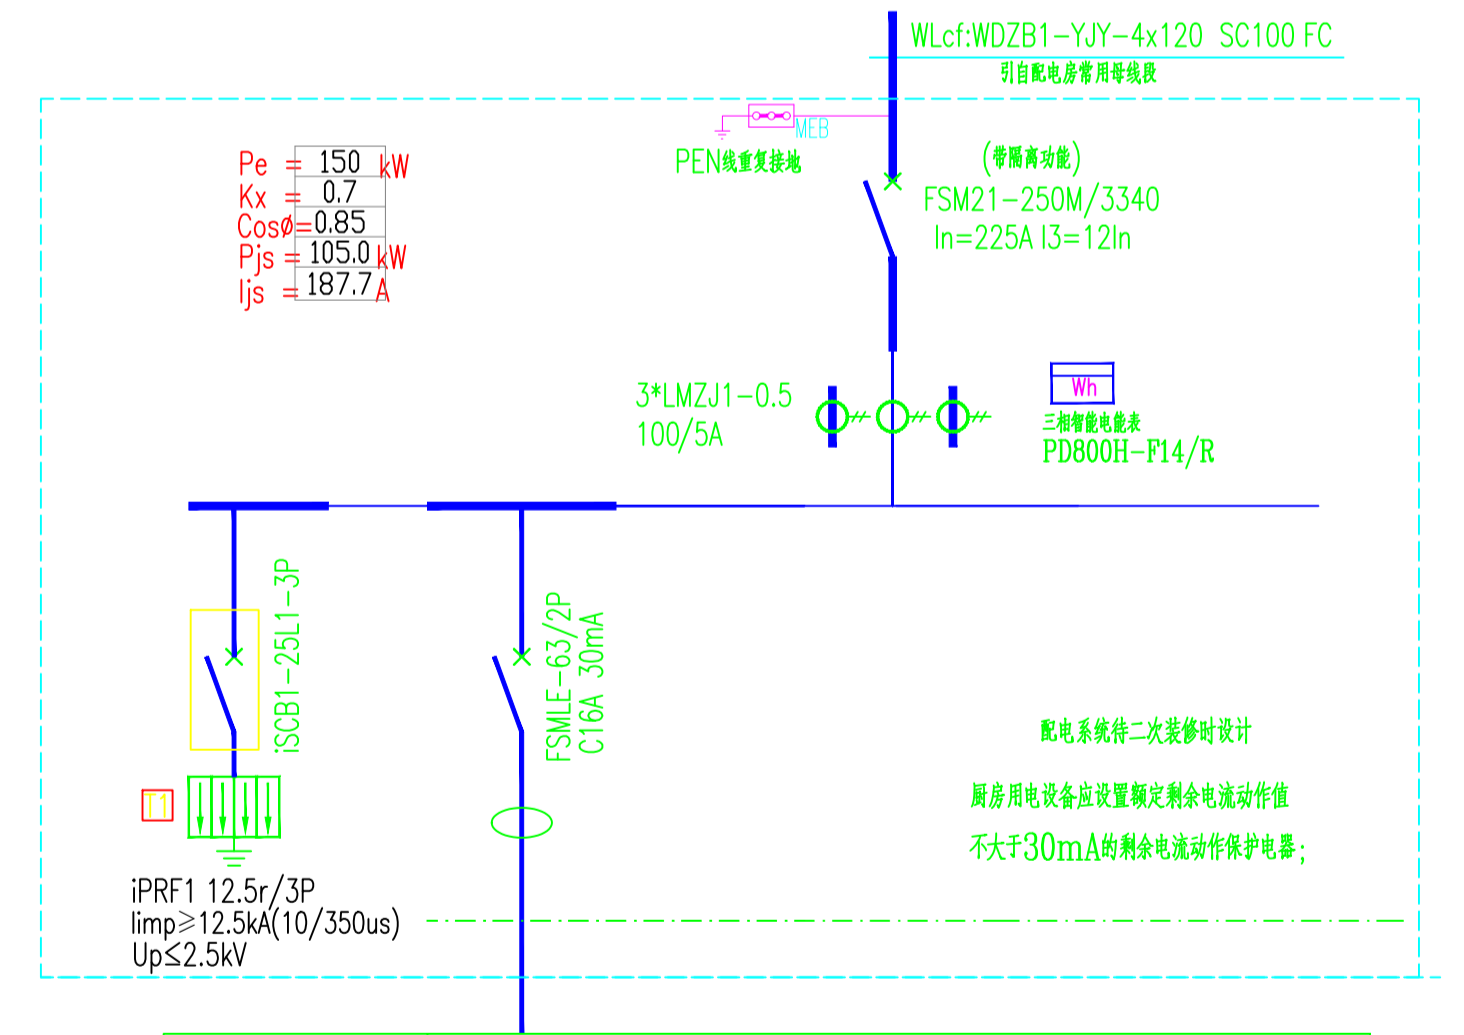 WLcf:WDZB1-YJY-4x120 SC100 FC
引自配电房常用母线段
MEB
PEN线重复接地
(带隔离功能)
FSM21-250M/3340
In=225A I3=12In
Pe = 150 kW
Kx = 0.7
Cosø=0.85
Pjs = 105.0 kW
Ijs = 187.7 A
3*LMZJ1-0.5
100/5A
Wh
三相智能电能表
PD800H-F14/R
iSCB1-25L1-3P
FSMLE-63/2P
C16A 30mA
配电系统待二次装修时设计
厨房用电设备应设置额定剩余电流动作值
不大于30mA的剩余电流动作保护电器;
T1
iPRF1 12.5r/3P
Iimp≥12.5kA(10/350us)
Up≤2.5kV